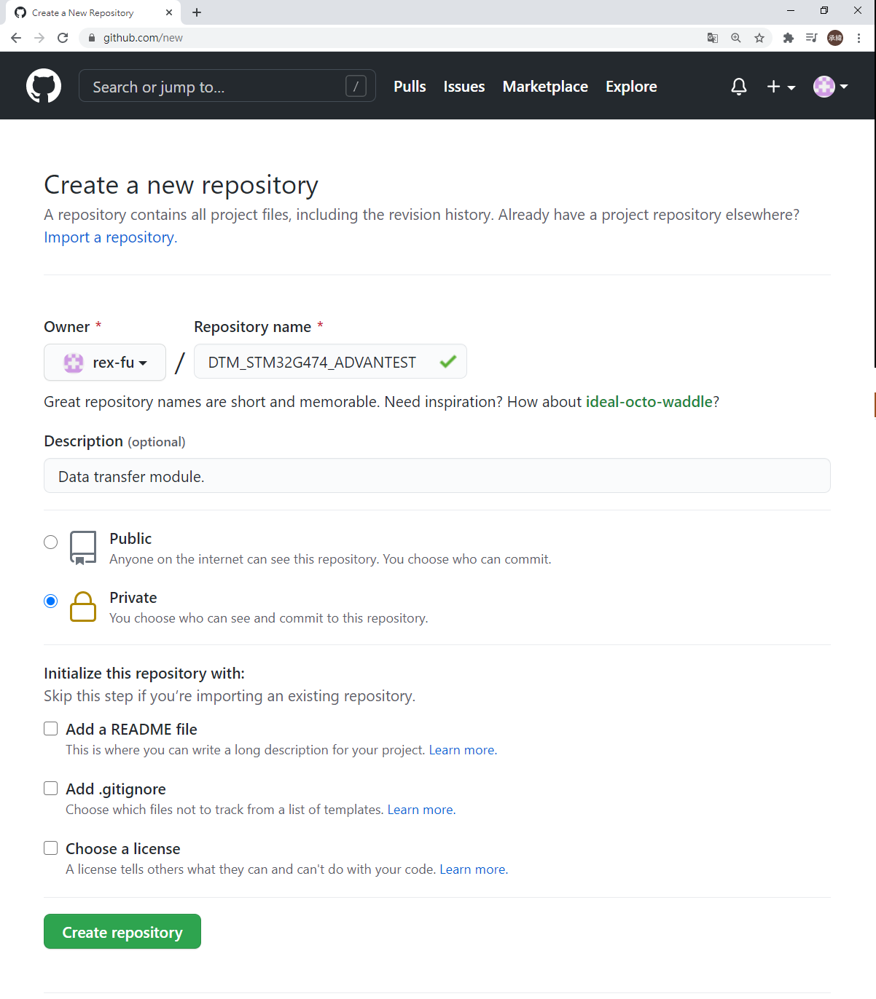 Create a New Repository
github.com/new
承緯
Search or jump to...
/
Pulls
Issues
Marketplace
Explore
Create a new repository
A repository contains all project files, including the revision history. Already have a project repository elsewhere?
Import a repository.
Owner *
Repository name *
rex-fu
/
DTM_STM32G474_ADVANTEST
Great repository names are short and memorable. Need inspiration? How about ideal-octo-waddle?
Description (optional)
Data transfer module.
Public
Anyone on the internet can see this repository. You choose who can commit.
Private
You choose who can see and commit to this repository.
Initialize this repository with:
Skip this step if you’re importing an existing repository.
Add a README file
This is where you can write a long description for your project. Learn more.
Add .gitignore
Choose which files not to track from a list of templates. Learn more.
Choose a license
A license tells others what they can and can't do with your code. Learn more.
Create repository